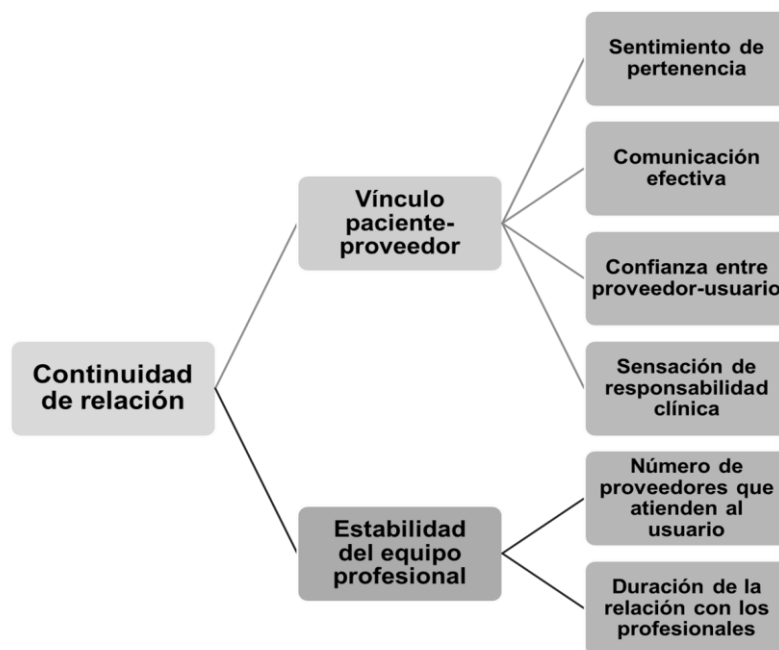 Continuidad
de relación
Vínculo
paciente-
proveedor
Sentimiento de
pertenencia
Comunicación
efectiva
Confianza entre
proveedor-usuario
Sensación de
responsabilidad
clínica
Estabilidad
del equipo
profesional
Número de
proveedores que
atienden al
usuario
Duración de la
relación con los
profesionales